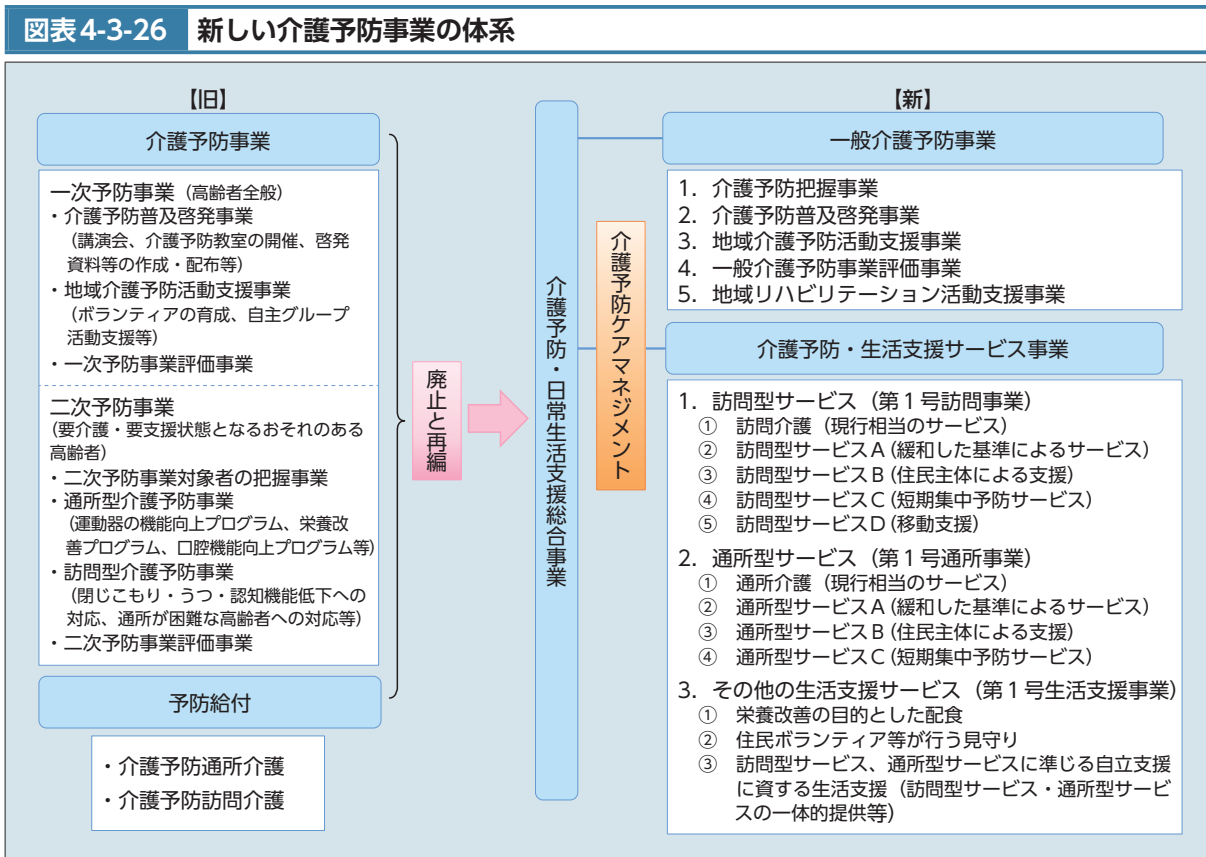 図表4-3-26 新しい介護予防事業の体系
【旧】
介護予防事業
一次予防事業（高齢者全般）
・介護予防普及啓発事業
（講演会、介護予防教室の開催、啓発
資料等の作成・配布等）
・地域介護予防活動支援事業
（ボランティアの育成、自主グループ
活動支援等）
・一次予防事業評価事業
二次予防事業
（要介護・要支援状態となるおそれのある
高齢者）
・二次予防事業対象者の把握事業
・通所型介護予防事業
（運動器の機能向上プログラム、栄養改
善プログラム、口腔機能向上プログラム等）
・訪問型介護予防事業
（閉じこもり・うつ・認知機能低下への
対応、通所が困難な高齢者への対応等）
・二次予防事業評価事業
予防給付
・介護予防通所介護
・介護予防訪問介護
廃止と再編
介護予防・日常生活支援総合事業
介護予防ケアマネジメント
【新】
一般介護予防事業
1．介護予防把握事業
2．介護予防普及啓発事業
3．地域介護予防活動支援事業
4．一般介護予防事業評価事業
5．地域リハビリテーション活動支援事業
介護予防・生活支援サービス事業
1．訪問型サービス（第１号訪問事業）
① 訪問介護（現行相当のサービス）
② 訪問型サービスＡ（緩和した基準によるサービス）
③ 訪問型サービスＢ（住民主体による支援）
④ 訪問型サービスＣ（短期集中予防サービス）
⑤ 訪問型サービスＤ（移動支援）
2．通所型サービス（第１号通所事業）
① 通所介護（現行相当のサービス）
② 通所型サービスＡ（緩和した基準によるサービス）
③ 通所型サービスＢ（住民主体による支援）
④ 通所型サービスＣ（短期集中予防サービス）
3．その他の生活支援サービス（第１号生活支援事業）
① 栄養改善の目的とした配食
② 住民ボランティア等が行う見守り
③ 訪問型サービス、通所型サービスに準じる自立支援
に資する生活支援（訪問型サービス・通所型サービ
スの一体的提供等）